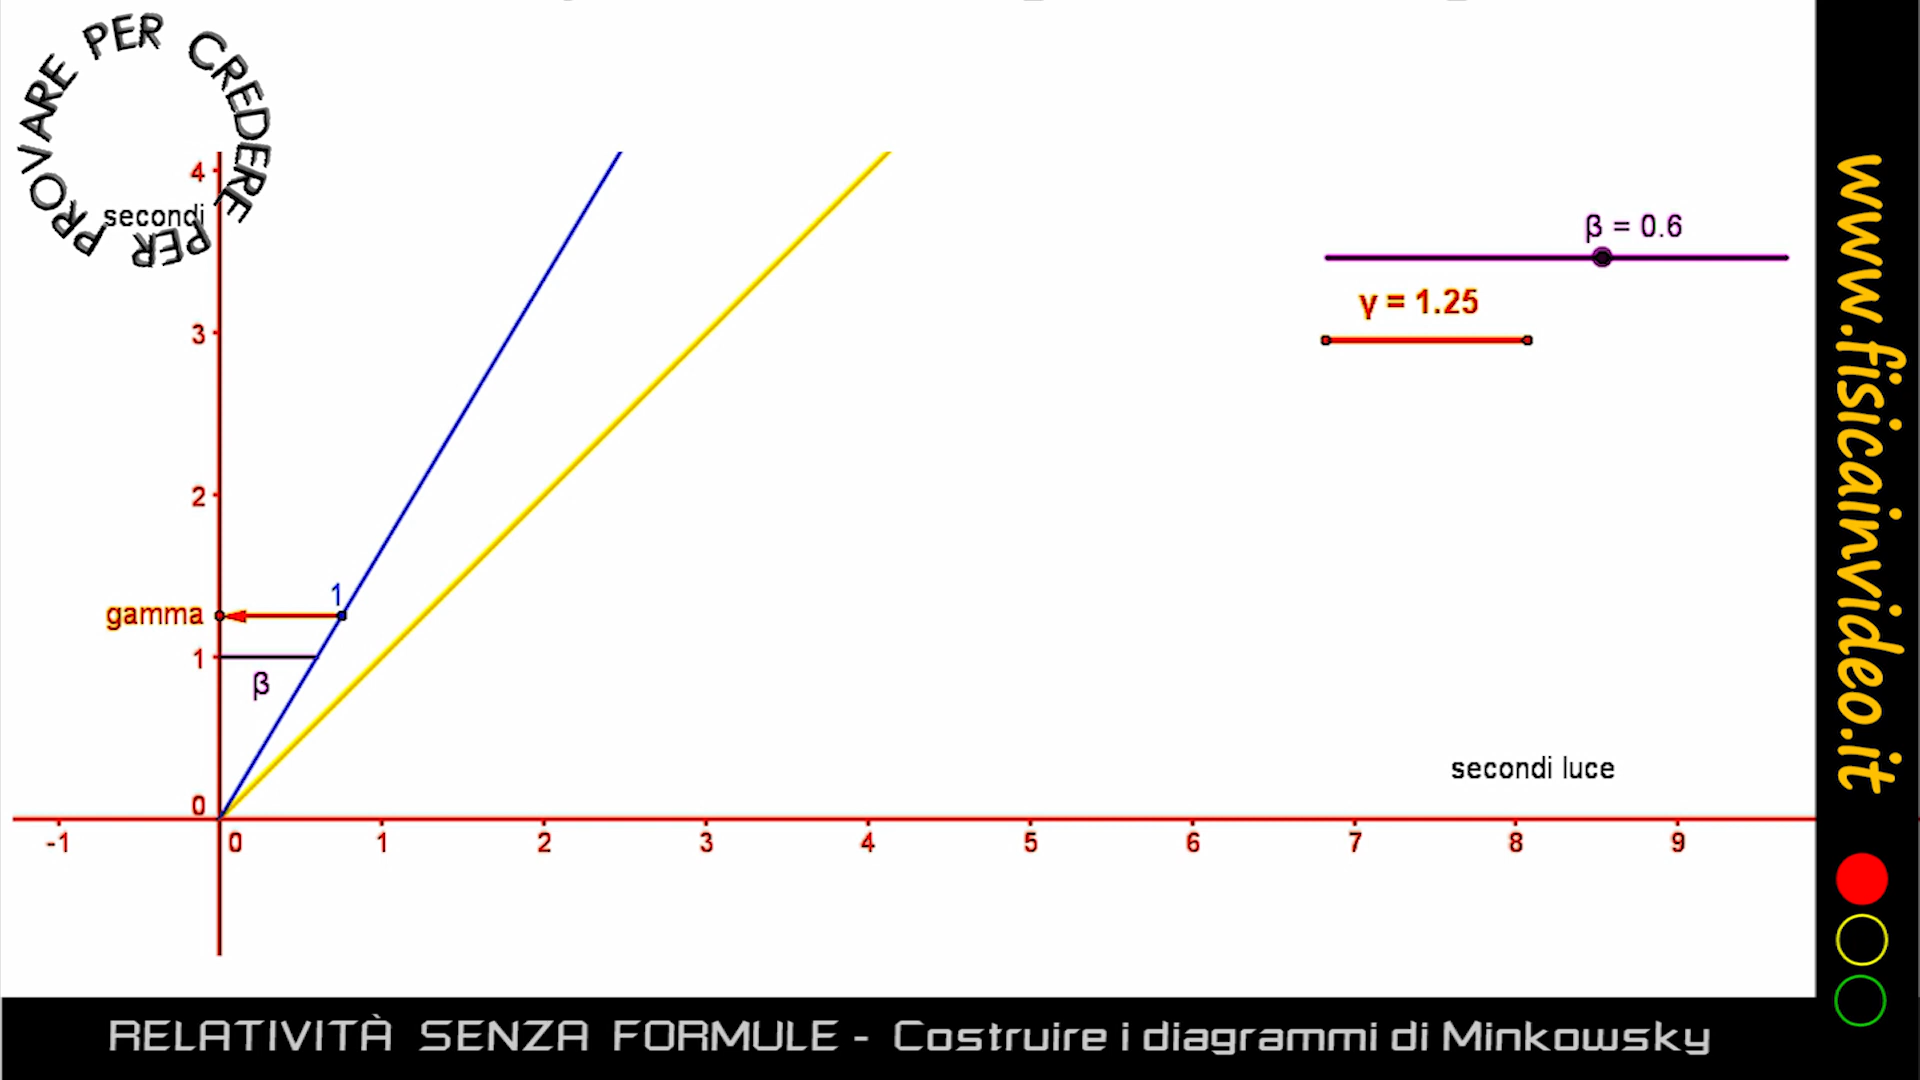 PROVARE PER CREDERE PER
4
secondi
3
2
1
gamma
1
β
0
-1 0 1 2 3 4 5 6 7 8 9
secondi luce
β = 0.6
γ = 1.25
www.fisicainvideo.it
RELATIVITÀ SENZA FORMULE - Costruire i diagrammi di Minkowsky